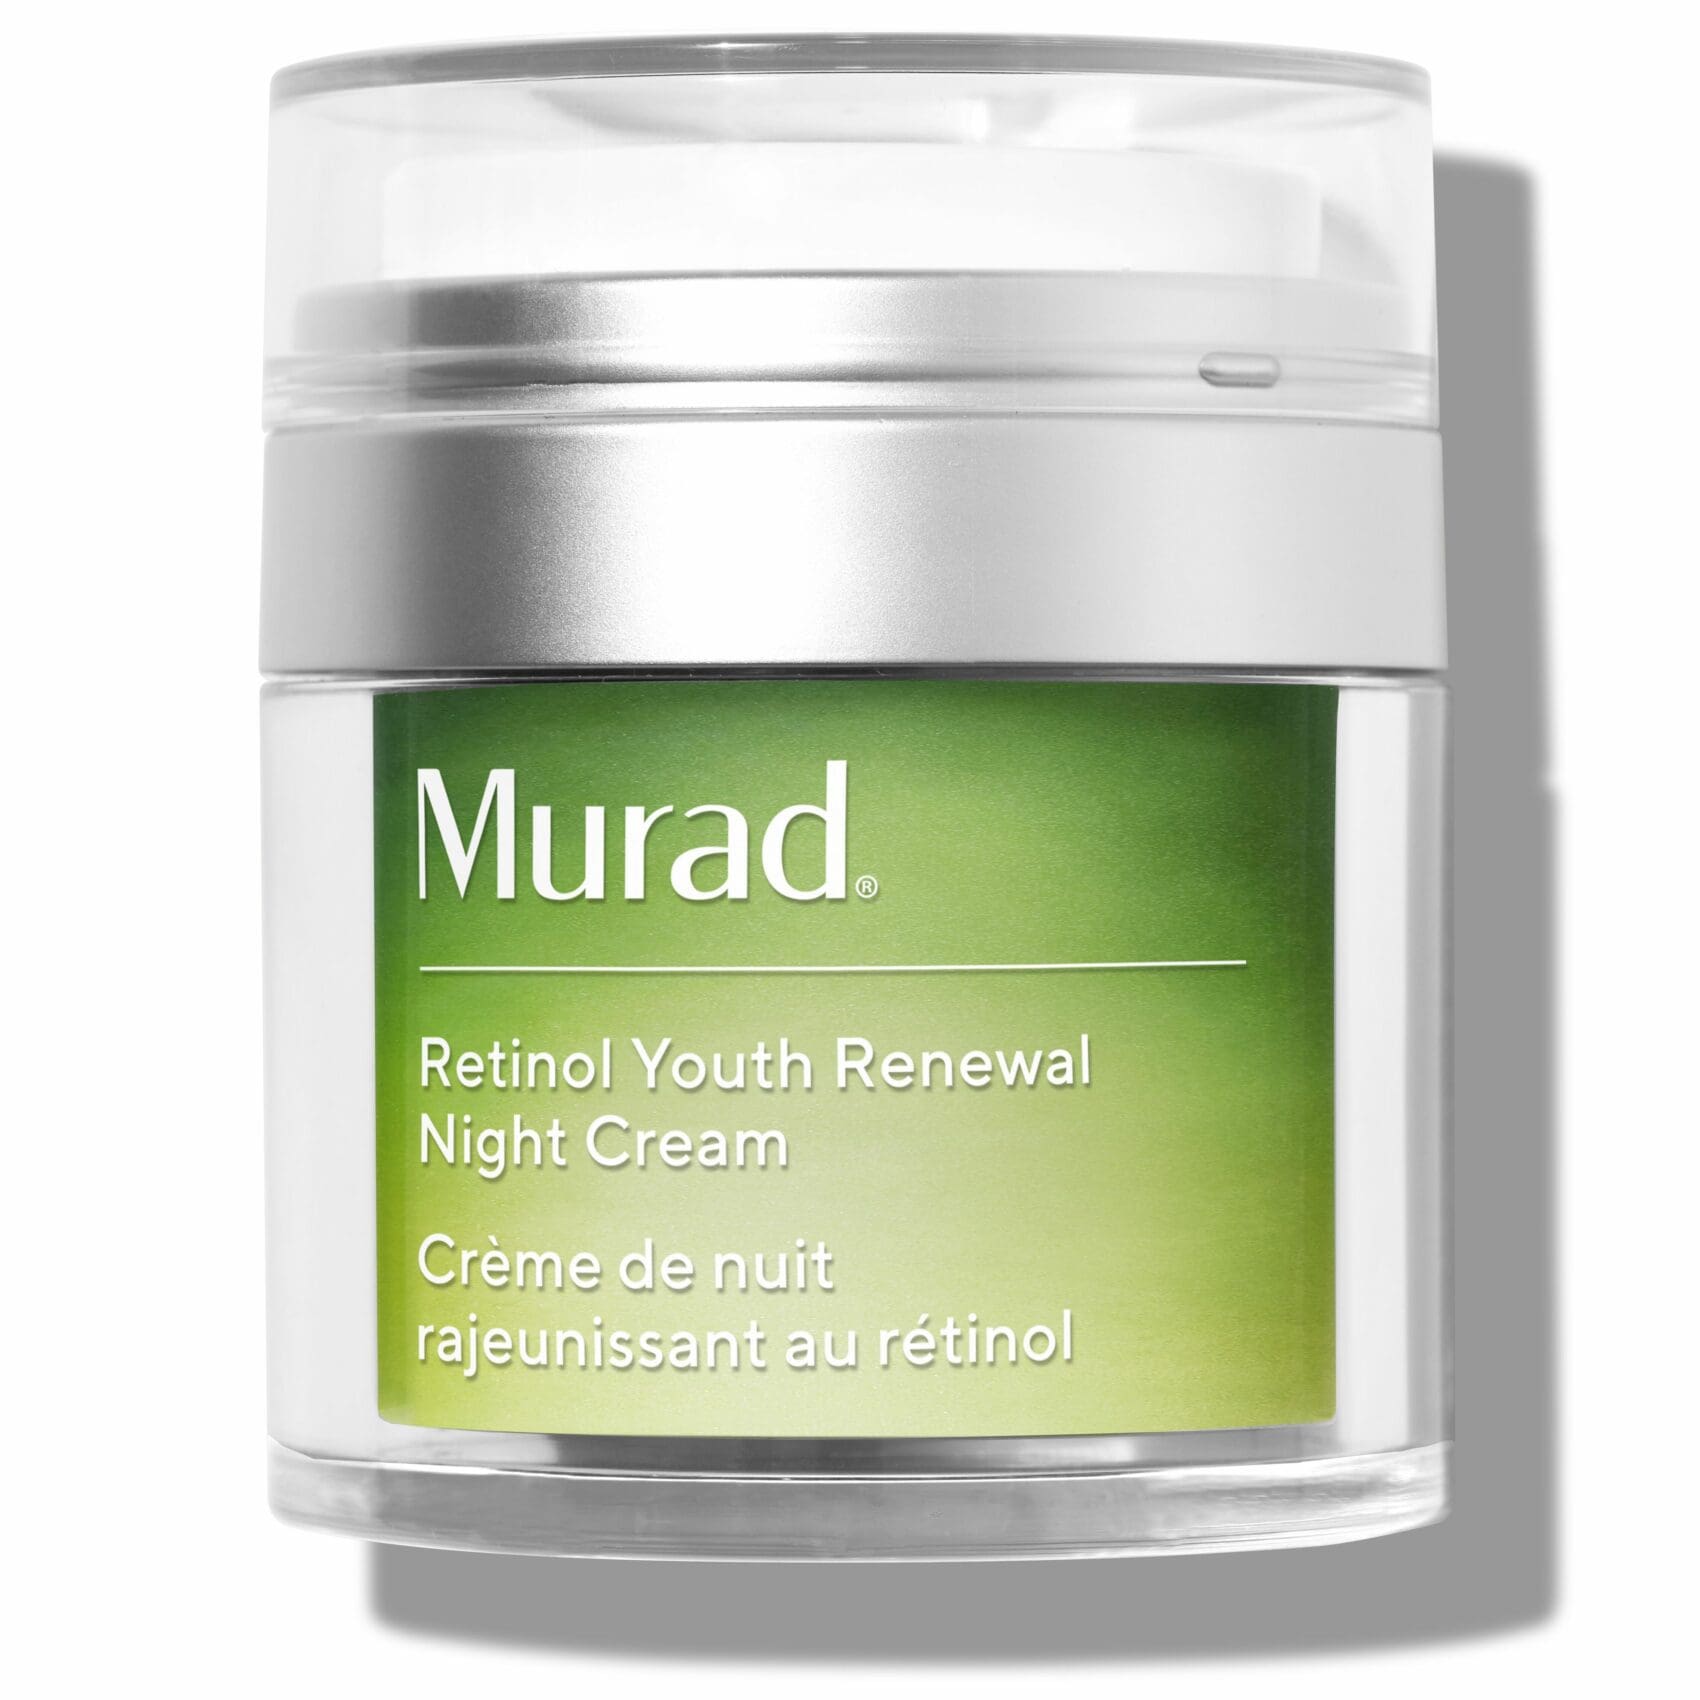 Murad®
Retinol Youth Renewal
Night Cream
Crème de nuit
rajeunissant au rétinol